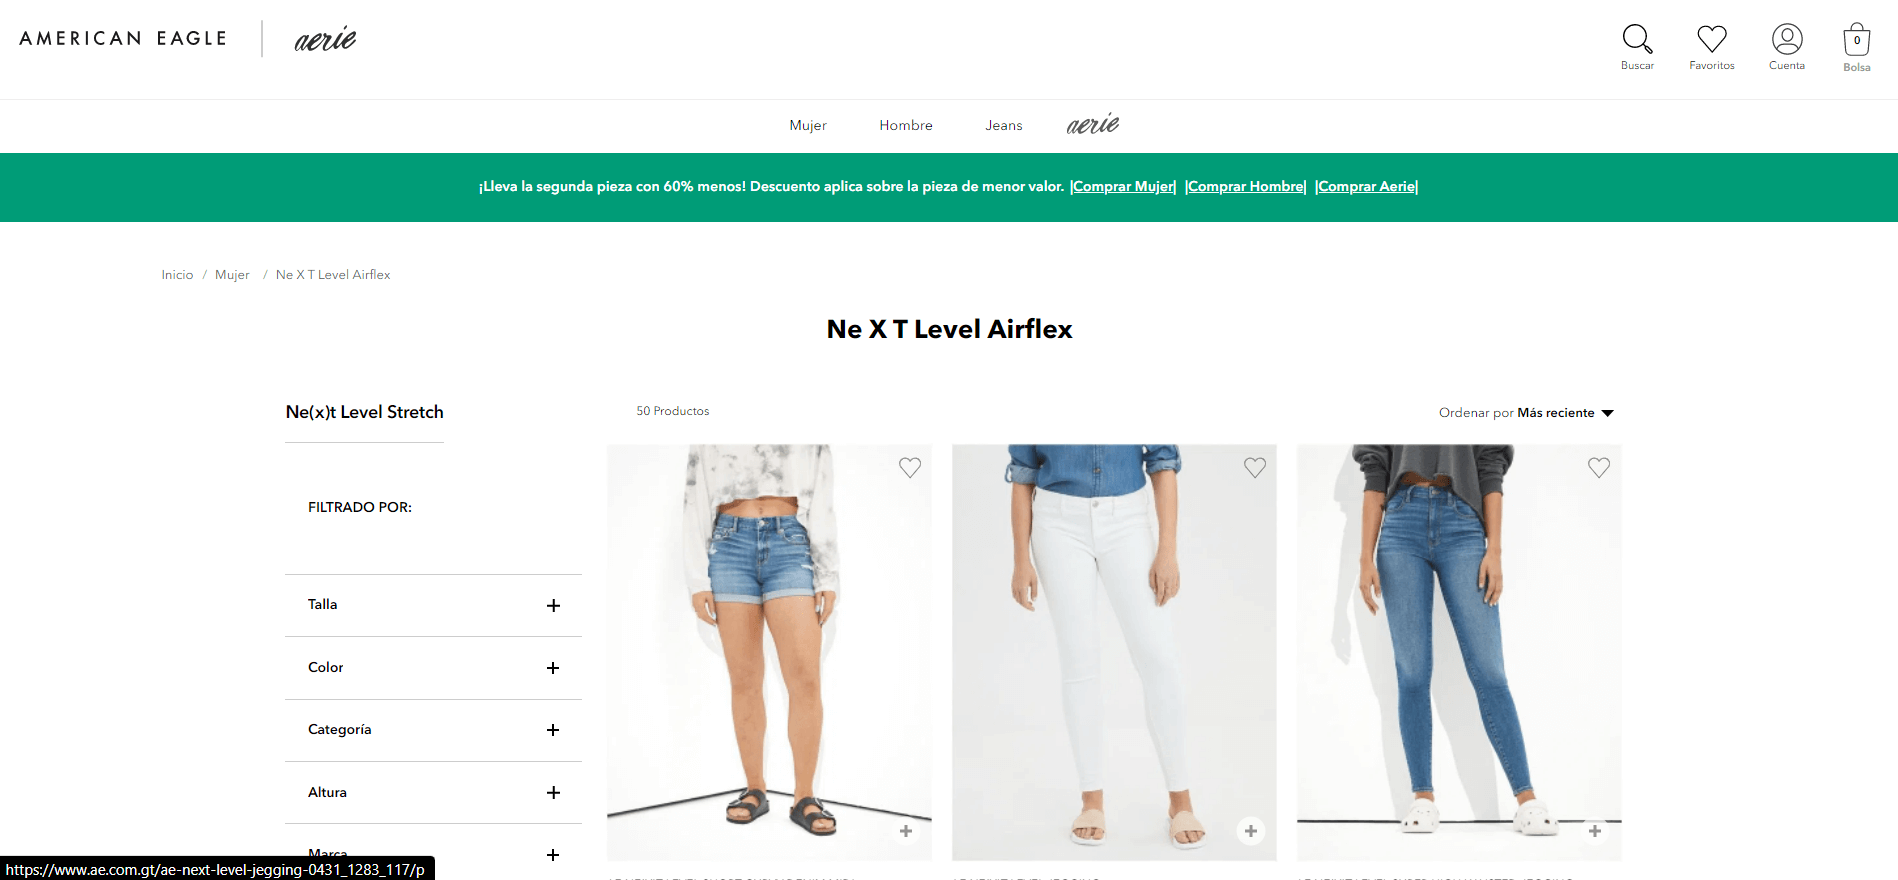 AMERICAN EAGLE
aerie
Buscar
Favoritos
Cuenta
0
Bolsa
Mujer
Hombre
Jeans
aerie
¡Lleva la segunda pieza con 60% menos! Descuento aplica sobre la pieza de menor valor. |Comprar Mujer| |Comprar Hombre| |Comprar Aerie|
Inicio / Mujer / Ne X T Level Airflex
Ne X T Level Airflex
Ne(x)t Level Stretch
50 Productos
Ordenar por Más reciente
FILTRADO POR:
Talla
Color
Categoría
Altura
Marca
https://www.ae.com.gt/ae-next-level-jegging-0431_1283_117/p